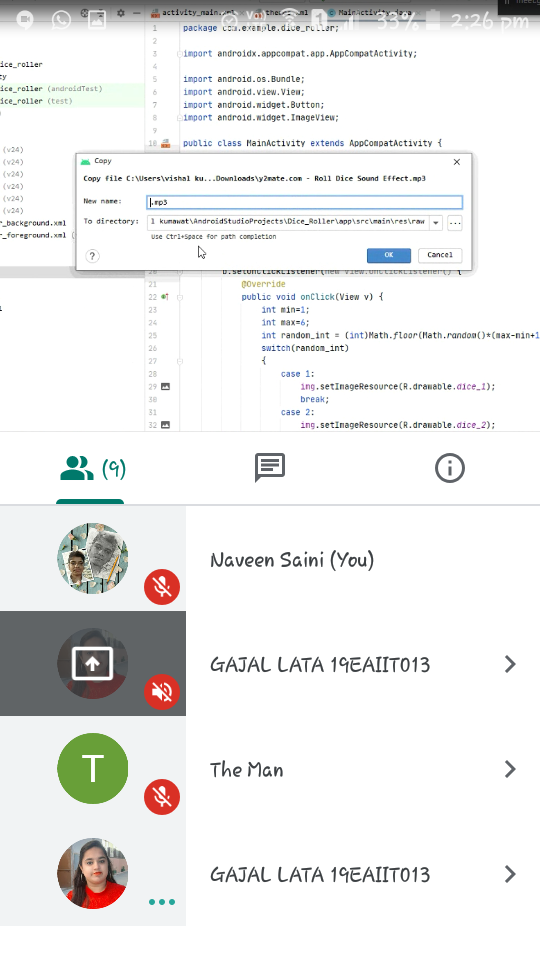 33% 2:26 pm
activity_main.xml
MainActivity.java
1 package com.example.dice_roller;
2
3 import androidx.appcompat.app.AppCompatActivity;
4
ice_roller
5 import android.os.Bundle;
ty
6 import android.view.View;
ice_roller (androidTest)
7 import android.widget.Button;
ice_roller (test)
8 import android.widget.ImageView;
9
10 public class MainActivity extends AppCompatActivity {
(v24)
(v24)
(v24)
(v24)
(v24)
(v24)
r_background.xml
r_foreground.xml
Copy
Copy file C:\Users\vishal ku...Downloads\y2mate.com - Roll Dice Sound Effect.mp3
New name: .mp3
To directory: l kumawat\AndroidStudioProjects\Dice_Roller\app\src\main\res\raw ...
Use Ctrl+Space for path completion
? OK Cancel
20 b.setOnClickListener(new View.OnClickListener() {
21 @Override
22 public void onClick(View v) {
23 int min=1;
24 int max=6;
25 int random_int = (int)Math.floor(Math.random()*(max-min+1
26 switch(random_int)
27 {
28 case 1:
29 img.setImageResource(R.drawable.dice_1);
30 break;
31 case 2:
32 img.setImageResource(R.drawable.dice_2);
(9)
Naveen Saini (You)
GAJAL LATA 19EAIIT013
T The Man
GAJAL LATA 19EAIIT013